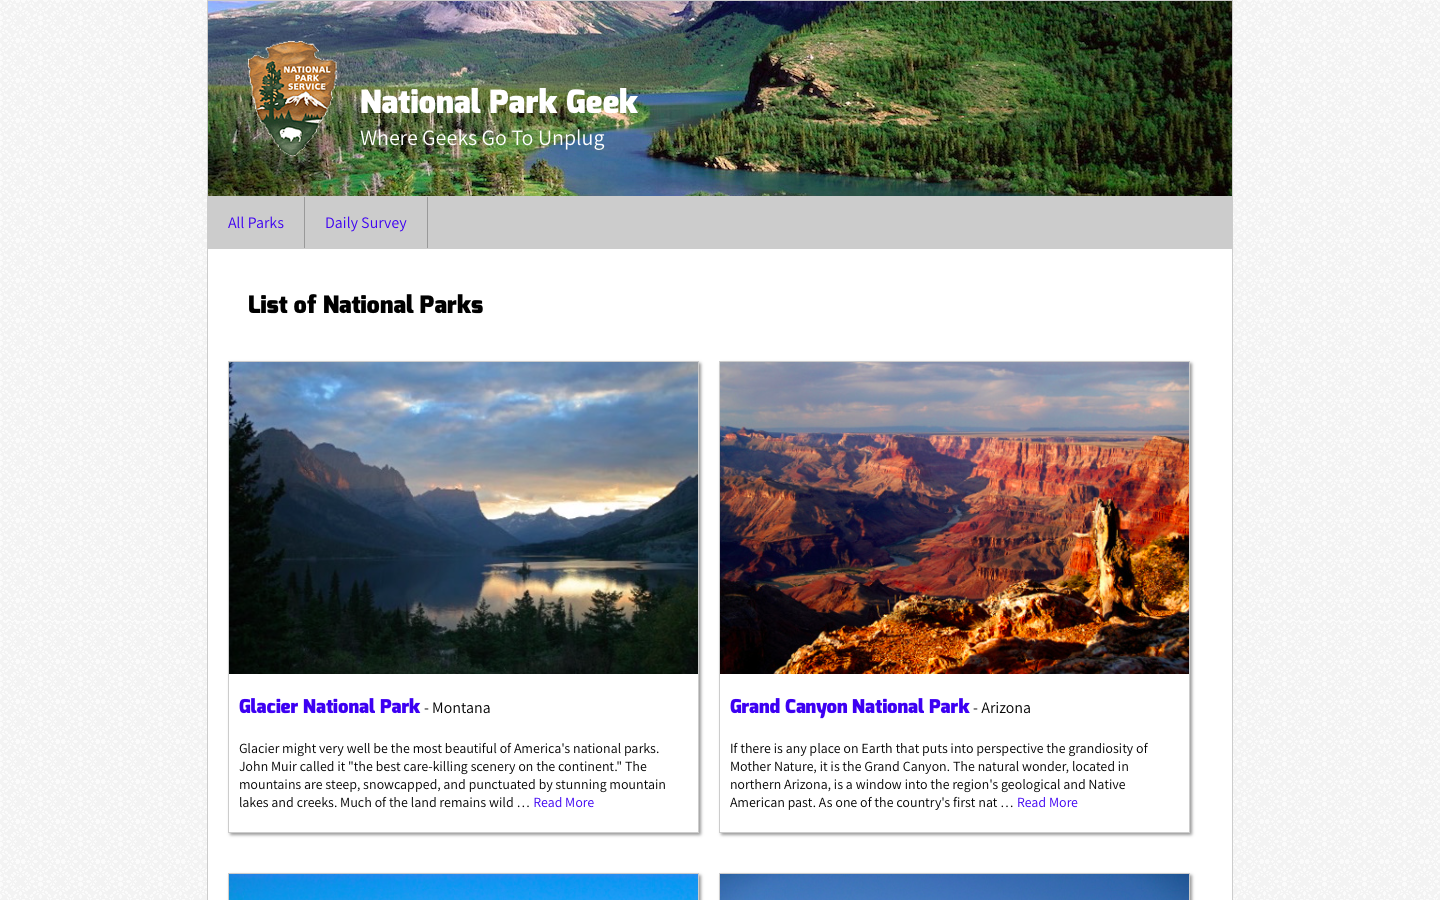 NATIONAL
PARK
SERVICE
National Park Geek
Where Geeks Go To Unplug
All Parks
Daily Survey
List of National Parks
Glacier National Park - Montana
Glacier might very well be the most beautiful of America's national parks.
John Muir called it "the best care-killing scenery on the continent." The
mountains are steep, snowcapped, and punctuated by stunning mountain
lakes and creeks. Much of the land remains wild … Read More
Grand Canyon National Park - Arizona
If there is any place on Earth that puts into perspective the grandiosity of
Mother Nature, it is the Grand Canyon. The natural wonder, located in
northern Arizona, is a window into the region's geological and Native
American past. As one of the country's first nat … Read More